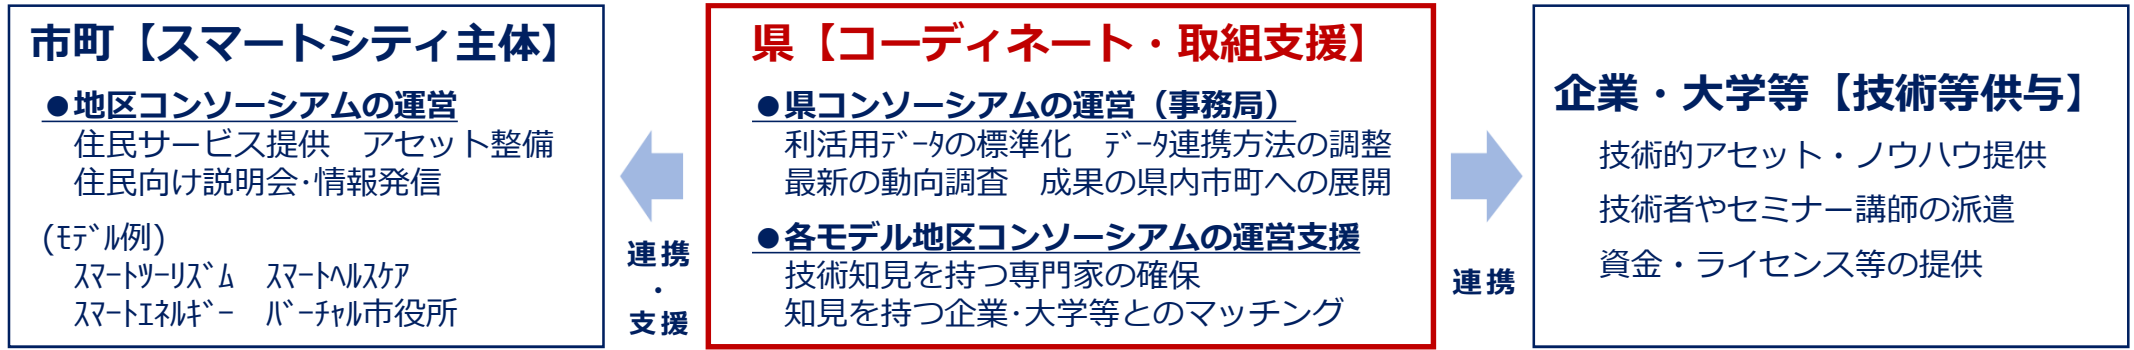 市町【スマートシティ主体】
●地区コンソーシアムの運営
住民サービス提供　アセット整備
住民向け説明会･情報発信
(ﾓﾃﾞﾙ例)
ｽﾏｰﾄﾂｰﾘｽﾞﾑ　ｽﾏｰﾄﾍﾙｽｹｱ
ｽﾏｰﾄｴﾈﾙｷﾞｰ　ﾊﾞｰﾁｬﾙ市役所
連携
・
支援
県【コーディネート・取組支援】
●県コンソーシアムの運営（事務局）
利活用ﾃﾞｰﾀの標準化　ﾃﾞｰﾀ連携方法の調整
最新の動向調査　成果の県内市町への展開
●各モデル地区コンソーシアムの運営支援
技術知見を持つ専門家の確保
知見を持つ企業･大学等とのマッチング
連携
企業・大学等【技術等供与】
技術的アセット・ノウハウ提供
技術者やセミナー講師の派遣
資金・ライセンス等の提供